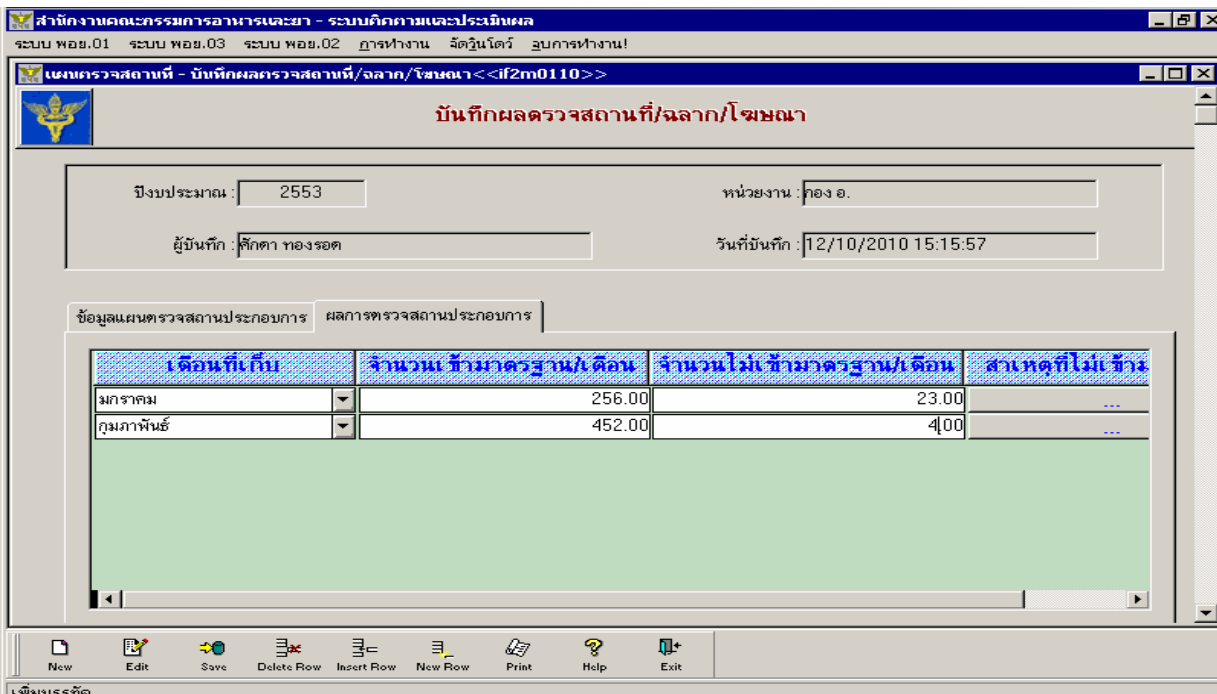 สำนักงานคณะกรรมการอาหารและยา - ระบบติดตามและประเมินผล
ระบบ พอย.01 ระบบ พอย.03 ระบบ พอย.02 การทำงาน จัดวินโดว์ จบการทำงาน!
แผนตรวจสถานที่ - บันทึกผลตรวจสถานที่/ฉลาก/โฆษณา<<if2m0110>>
บันทึกผลตรวจสถานที่/ฉลาก/โฆษณา
ปีงบประมาณ : 2553 หน่วยงาน : กอง อ.
ผู้บันทึก : ศักดา ทองรอด วันที่บันทึก : 12/10/2010 15:15:57
ข้อมูลแผนตรวจสถานประกอบการ ผลการตรวจสถานประกอบการ
เดือนที่เก็บ จำนวนเข้ามาตรฐาน/เดือน จำนวนไม่เข้ามาตรฐาน/เดือน สาเหตุที่ไม่เข้าม
มกราคม 256.00 23.00 ...
กุมภาพันธ์ 452.00 4.00 ...
New Edit Save Delete Row Insert Row New Row Print Help Exit
เพิ่มบรรทัด